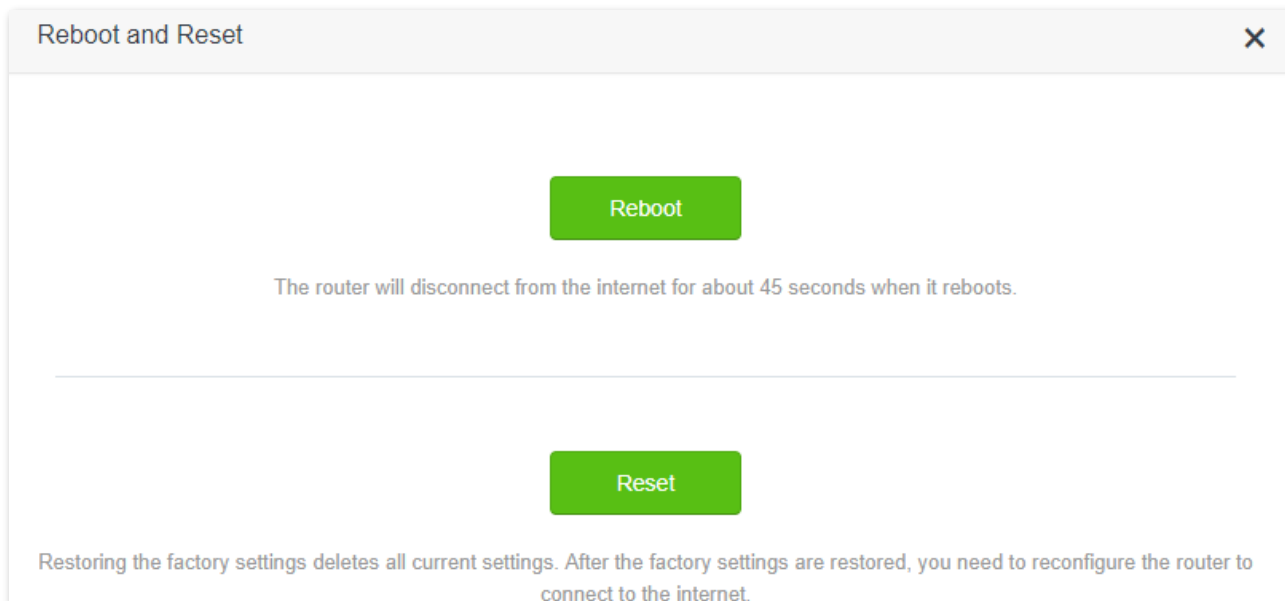 Reboot and Reset
Reboot
The router will disconnect from the internet for about 45 seconds when it reboots.
Reset
Restoring the factory settings deletes all current settings. After the factory settings are restored, you need to reconfigure the router to
connect to the internet.